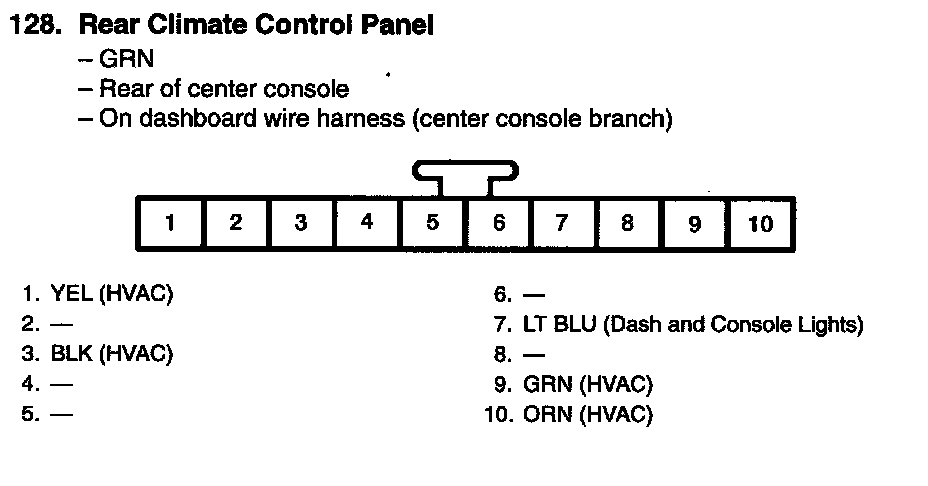 128. Rear Climate Control Panel
– GRN
– Rear of center console
– On dashboard wire harness (center console branch)
1 2 3 4 5 6 7 8 9 10
1. YEL (HVAC)
2. —
3. BLK (HVAC)
4. —
5. —
6. —
7. LT BLU (Dash and Console Lights)
8. —
9. GRN (HVAC)
10. ORN (HVAC)